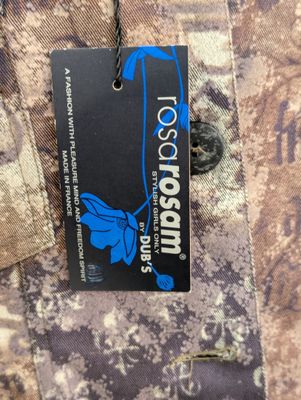 rosarosam®
STYLISH GIRLS ONLY
BY DUB'S
A FASHION WITH PLEASURE MIND AND FREEDOM SPIRIT
MADE IN FRANCE